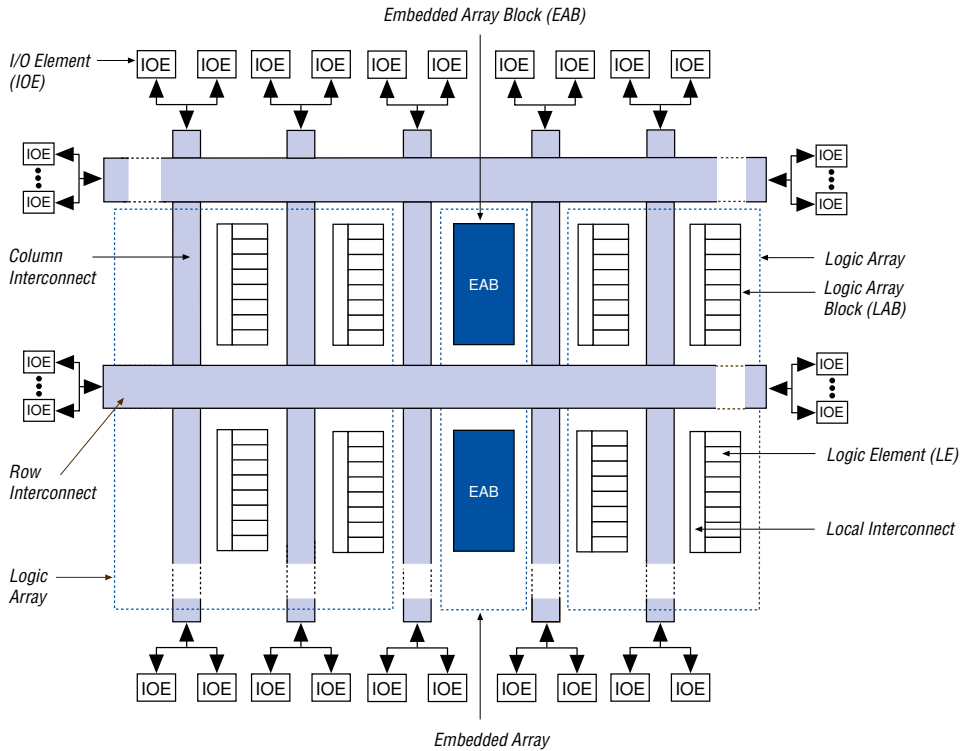 Embedded Array Block (EAB)
I/O Element
(IOE)
IOE IOE IOE IOE IOE IOE IOE IOE IOE IOE
IOE
IOE
IOE
IOE
Column
Interconnect
EAB
Logic Array
Logic Array
Block (LAB)
IOE
IOE
IOE
IOE
Row
Interconnect
EAB
Logic Element (LE)
Local Interconnect
Logic
Array
IOE IOE IOE IOE IOE IOE IOE IOE IOE IOE
Embedded Array